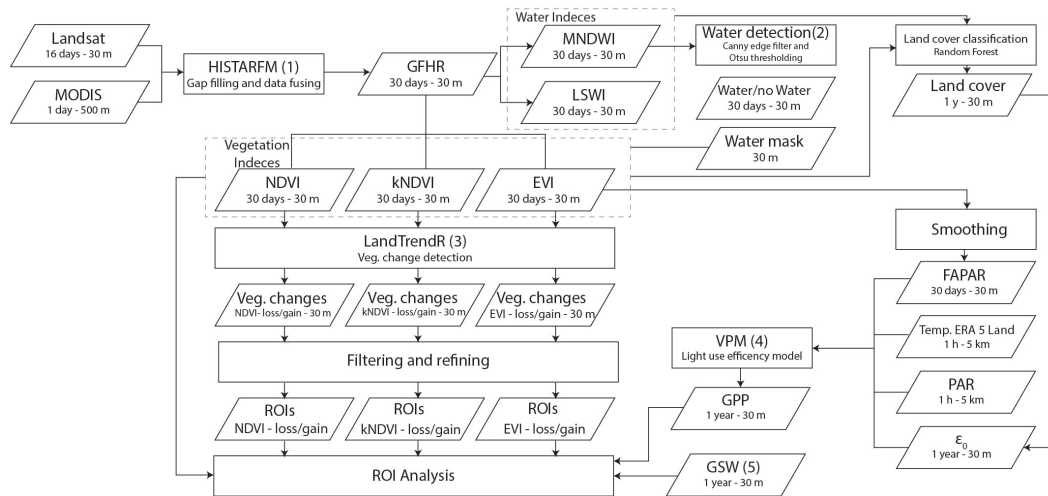 Landsat
16 days - 30 m
MODIS
1 day - 500 m
HISTARFM (1)
Gap filling and data fusing
GFHR
30 days - 30 m
Water Indeces
MNDWI
30 days - 30 m
LSWI
30 days - 30 m
Water detection(2)
Canny edge filter and
Otsu thresholding
Water/no Water
30 days - 30 m
Water mask
30 m
Land cover classification
Random Forest
Land cover
1 y - 30 m
Vegetation
Indeces
NDVI
30 days - 30 m
kNDVI
30 days - 30 m
EVI
30 days - 30 m
LandTrendR (3)
Veg. change detection
Veg. changes
NDVI- loss/gain - 30 m
Veg. changes
kNDVI - loss/gain - 30 m
Veg. changes
EVI - loss/gain - 30 m
Filtering and refining
ROIs
NDVI - loss/gain
ROIs
kNDVI - loss/gain
ROIs
EVI - loss/gain
ROI Analysis
Smoothing
FAPAR
30 days - 30 m
Temp. ERA 5 Land
1 h - 5 km
PAR
1 h - 5 km
ε₀
1 year - 30 m
VPM (4)
Light use efficency model
GPP
1 year - 30 m
GSW (5)
1 year - 30 m